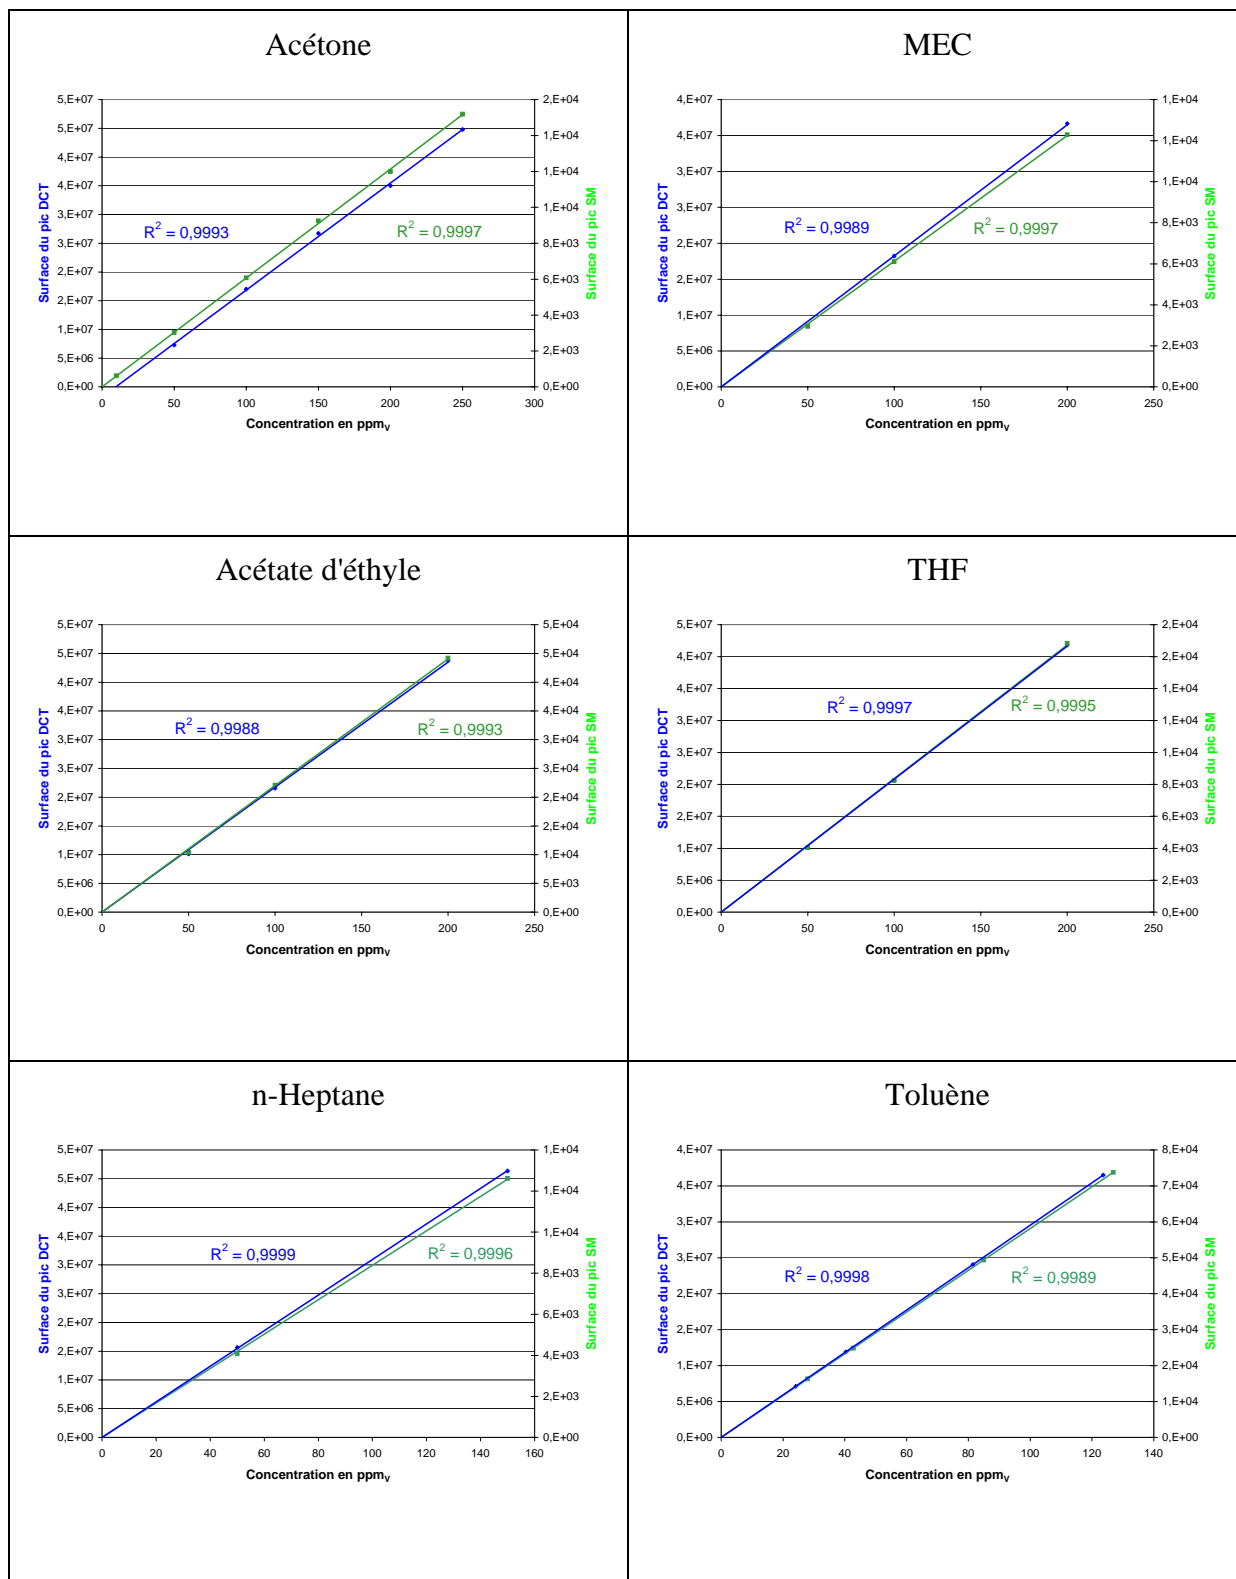 Acétone
5,E+07
5,E+07
4,E+07
4,E+07
3,E+07
3,E+07
2,E+07
2,E+07
1,E+07
5,E+06
0,E+00
2,E+04
1,E+04
1,E+04
1,E+04
8,E+03
6,E+03
4,E+03
2,E+03
0,E+00
Surface du pic DCT
Surface du pic SM
R² = 0,9993
R² = 0,9997
0 50 100 150 200 250 300
Concentration en ppmᵥ
MEC
4,E+07
4,E+07
3,E+07
3,E+07
2,E+07
2,E+07
1,E+07
5,E+06
0,E+00
1,E+04
1,E+04
1,E+04
8,E+03
6,E+03
4,E+03
2,E+03
0,E+00
Surface du pic DCT
Surface du pic SM
R² = 0,9989
R² = 0,9997
0 50 100 150 200 250
Concentration en ppmᵥ
Acétate d'éthyle
5,E+07
5,E+07
4,E+07
4,E+07
3,E+07
3,E+07
2,E+07
2,E+07
1,E+07
5,E+06
0,E+00
5,E+04
5,E+04
4,E+04
4,E+04
3,E+04
3,E+04
2,E+04
2,E+04
1,E+04
5,E+03
0,E+00
Surface du pic DCT
Surface du pic SM
R² = 0,9988
R² = 0,9993
0 50 100 150 200 250
Concentration en ppmᵥ
THF
5,E+07
4,E+07
4,E+07
3,E+07
3,E+07
2,E+07
2,E+07
1,E+07
5,E+06
0,E+00
2,E+04
2,E+04
1,E+04
1,E+04
1,E+04
8,E+03
6,E+03
4,E+03
2,E+03
0,E+00
Surface du pic DCT
Surface du pic SM
R² = 0,9997
R² = 0,9995
0 50 100 150 200 250
Concentration en ppmᵥ
n-Heptane
5,E+07
5,E+07
4,E+07
4,E+07
3,E+07
3,E+07
2,E+07
2,E+07
1,E+07
5,E+06
0,E+00
1,E+04
1,E+04
1,E+04
8,E+03
6,E+03
4,E+03
2,E+03
0,E+00
Surface du pic DCT
Surface du pic SM
R² = 0,9999
R² = 0,9996
0 20 40 60 80 100 120 140 160
Concentration en ppmᵥ
Toluène
4,E+07
4,E+07
3,E+07
3,E+07
2,E+07
2,E+07
1,E+07
5,E+06
0,E+00
8,E+04
7,E+04
6,E+04
5,E+04
4,E+04
3,E+04
2,E+04
1,E+04
0,E+00
Surface du pic DCT
Surface du pic SM
R² = 0,9998
R² = 0,9989
0 20 40 60 80 100 120 140
Concentration en ppmᵥ